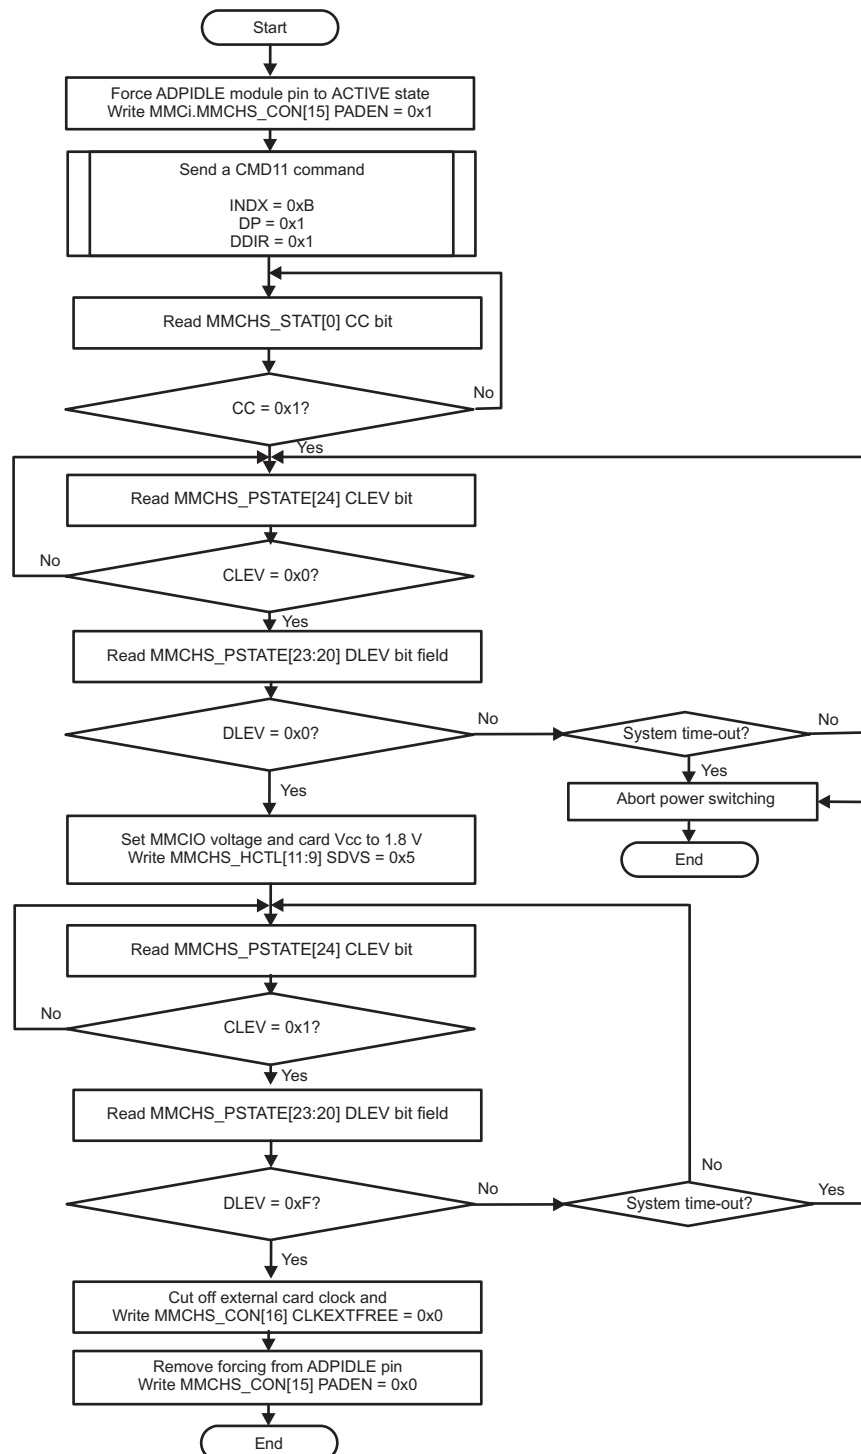 Start
Force ADPIDLE module pin to ACTIVE state
Write MMCi.MMCHS_CON[15] PADEN = 0x1
Send a CMD11 command
INDX = 0xB
DP = 0x1
DDIR = 0x1
Read MMCHS_STAT[0] CC bit
No
CC = 0x1?
Yes
Read MMCHS_PSTATE[24] CLEV bit
No
CLEV = 0x0?
Yes
Read MMCHS_PSTATE[23:20] DLEV bit field
DLEV = 0x0?
No
System time-out?
No
Yes
Yes
Abort power switching
End
Set MMCIO voltage and card Vcc to 1.8 V
Write MMCHS_HCTL[11:9] SDVS = 0x5
Read MMCHS_PSTATE[24] CLEV bit
No
CLEV = 0x1?
Yes
Read MMCHS_PSTATE[23:20] DLEV bit field
DLEV = 0xF?
No
System time-out?
No
Yes
Yes
Cut off external card clock and
Write MMCHS_CON[16] CLKEXTFREE = 0x0
Remove forcing from ADPIDLE pin
Write MMCHS_CON[15] PADEN = 0x0
End